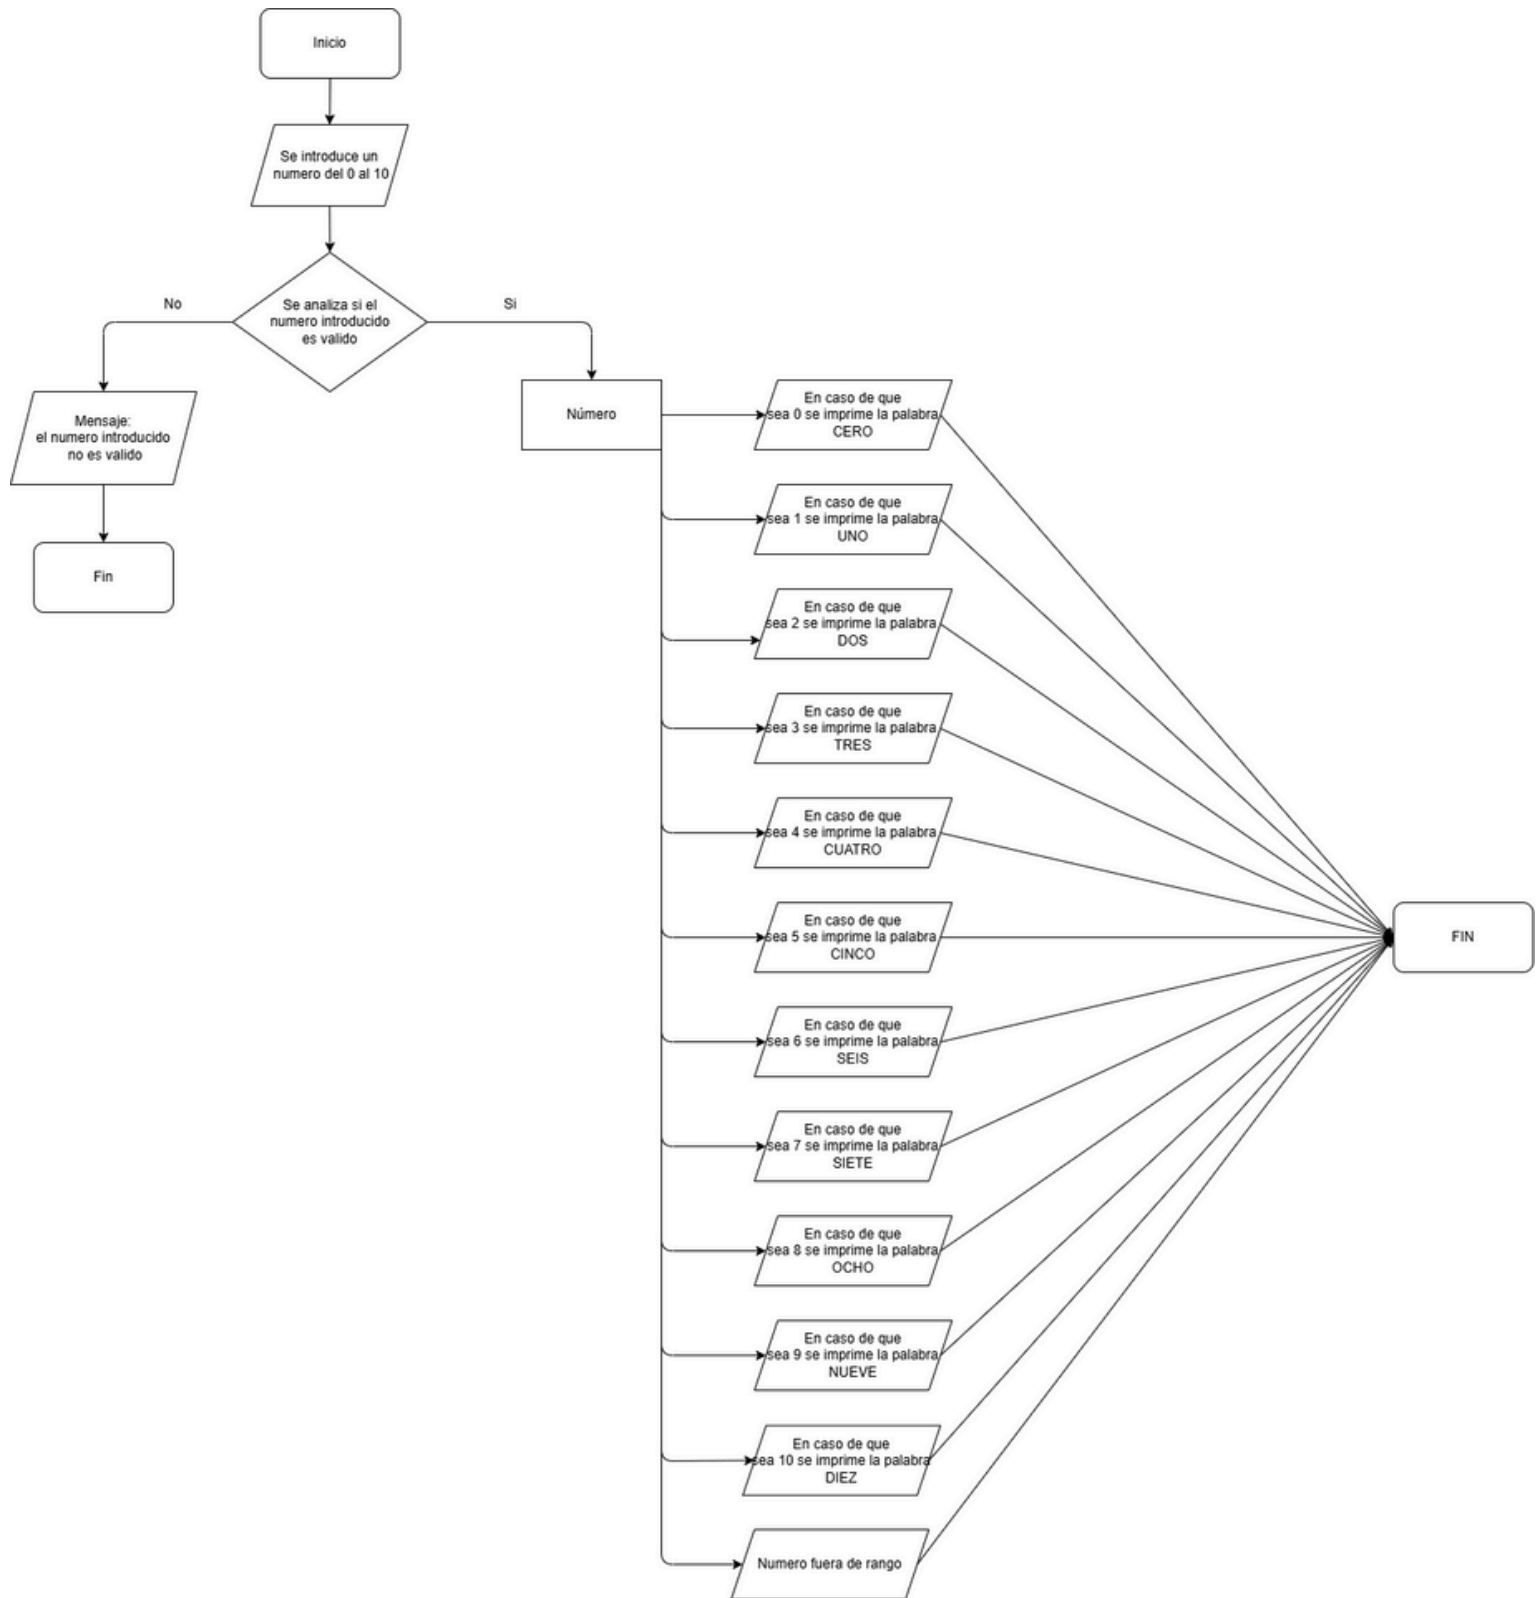 Inicio
Se introduce un
numero del 0 al 10
No
Si
Se analiza si el
numero introducido
es valido
Mensaje:
el numero introducido
no es valido
Fin
Número
En caso de que
sea 0 se imprime la palabra
CERO
En caso de que
sea 1 se imprime la palabra
UNO
En caso de que
sea 2 se imprime la palabra
DOS
En caso de que
sea 3 se imprime la palabra
TRES
En caso de que
sea 4 se imprime la palabra
CUATRO
En caso de que
sea 5 se imprime la palabra
CINCO
FIN
En caso de que
sea 6 se imprime la palabra
SEIS
En caso de que
sea 7 se imprime la palabra
SIETE
En caso de que
sea 8 se imprime la palabra
OCHO
En caso de que
sea 9 se imprime la palabra
NUEVE
En caso de que
sea 10 se imprime la palabra
DIEZ
Numero fuera de rango